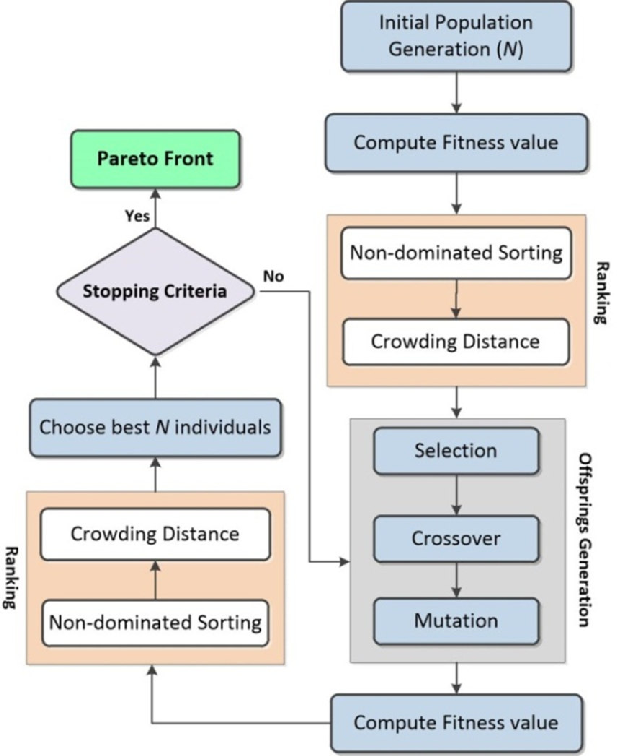 Initial Population
Generation (N)
Compute Fitness value
Non-dominated Sorting
Crowding Distance
Ranking
Selection
Crossover
Mutation
Offsprings Generation
Compute Fitness value
Non-dominated Sorting
Crowding Distance
Ranking
Choose best N individuals
Stopping Criteria
No
Yes
Pareto Front